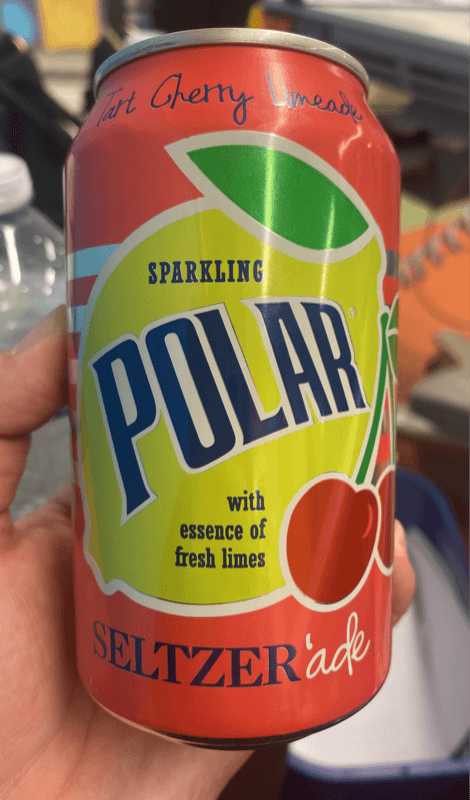 Tart Cherry Limeade
SPARKLING
POLAR®
with
essence of
fresh limes
SELTZER'ade